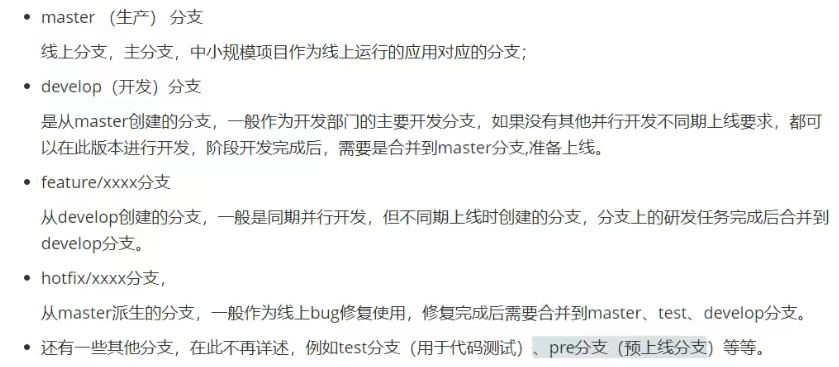 master （生产） 分支
线上分支，主分支，中小规模项目作为线上运行的应用对应的分支；
develop（开发）分支
是从master创建的分支，一般作为开发部门的主要开发分支，如果没有其他并行开发不同期上线要求，都可
以在此版本进行开发，阶段开发完成后，需要是合并到master分支,准备上线。
feature/xxxx分支
从develop创建的分支，一般是同期并行开发，但不同期上线时创建的分支，分支上的研发任务完成后合并到
develop分支。
hotfix/xxxx分支，
从master派生的分支，一般作为线上bug修复使用，修复完成后需要合并到master、test、develop分支。
还有一些其他分支，在此不再详述，例如test分支（用于代码测试）、pre分支（预上线分支）等等。